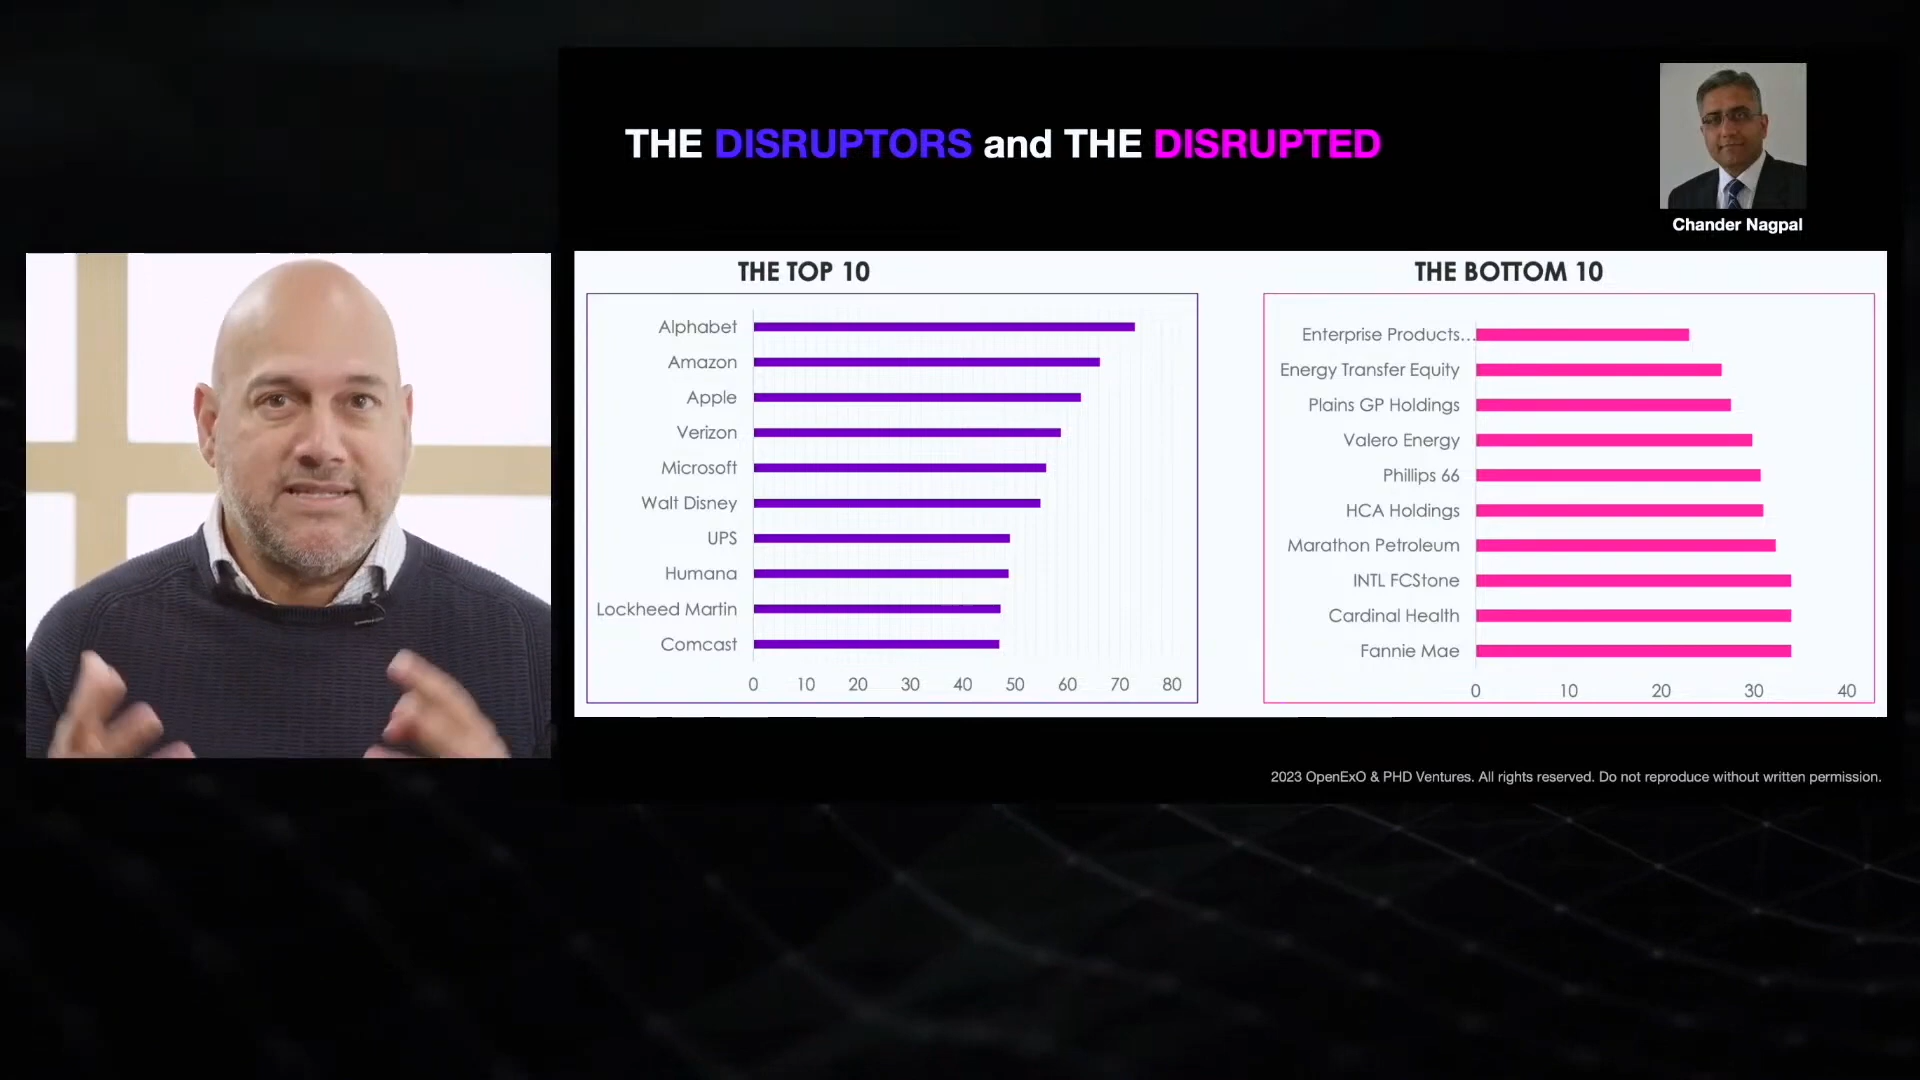 THE DISRUPTORS and THE DISRUPTED
Chander Nagpal
THE TOP 10
Alphabet
Amazon
Apple
Verizon
Microsoft
Walt Disney
UPS
Humana
Lockheed Martin
Comcast
0 10 20 30 40 50 60 70 80
THE BOTTOM 10
Enterprise Products...
Energy Transfer Equity
Plains GP Holdings
Valero Energy
Phillips 66
HCA Holdings
Marathon Petroleum
INTL FCStone
Cardinal Health
Fannie Mae
0 10 20 30 40
2023 OpenExO & PHD Ventures. All rights reserved. Do not reproduce without written permission.